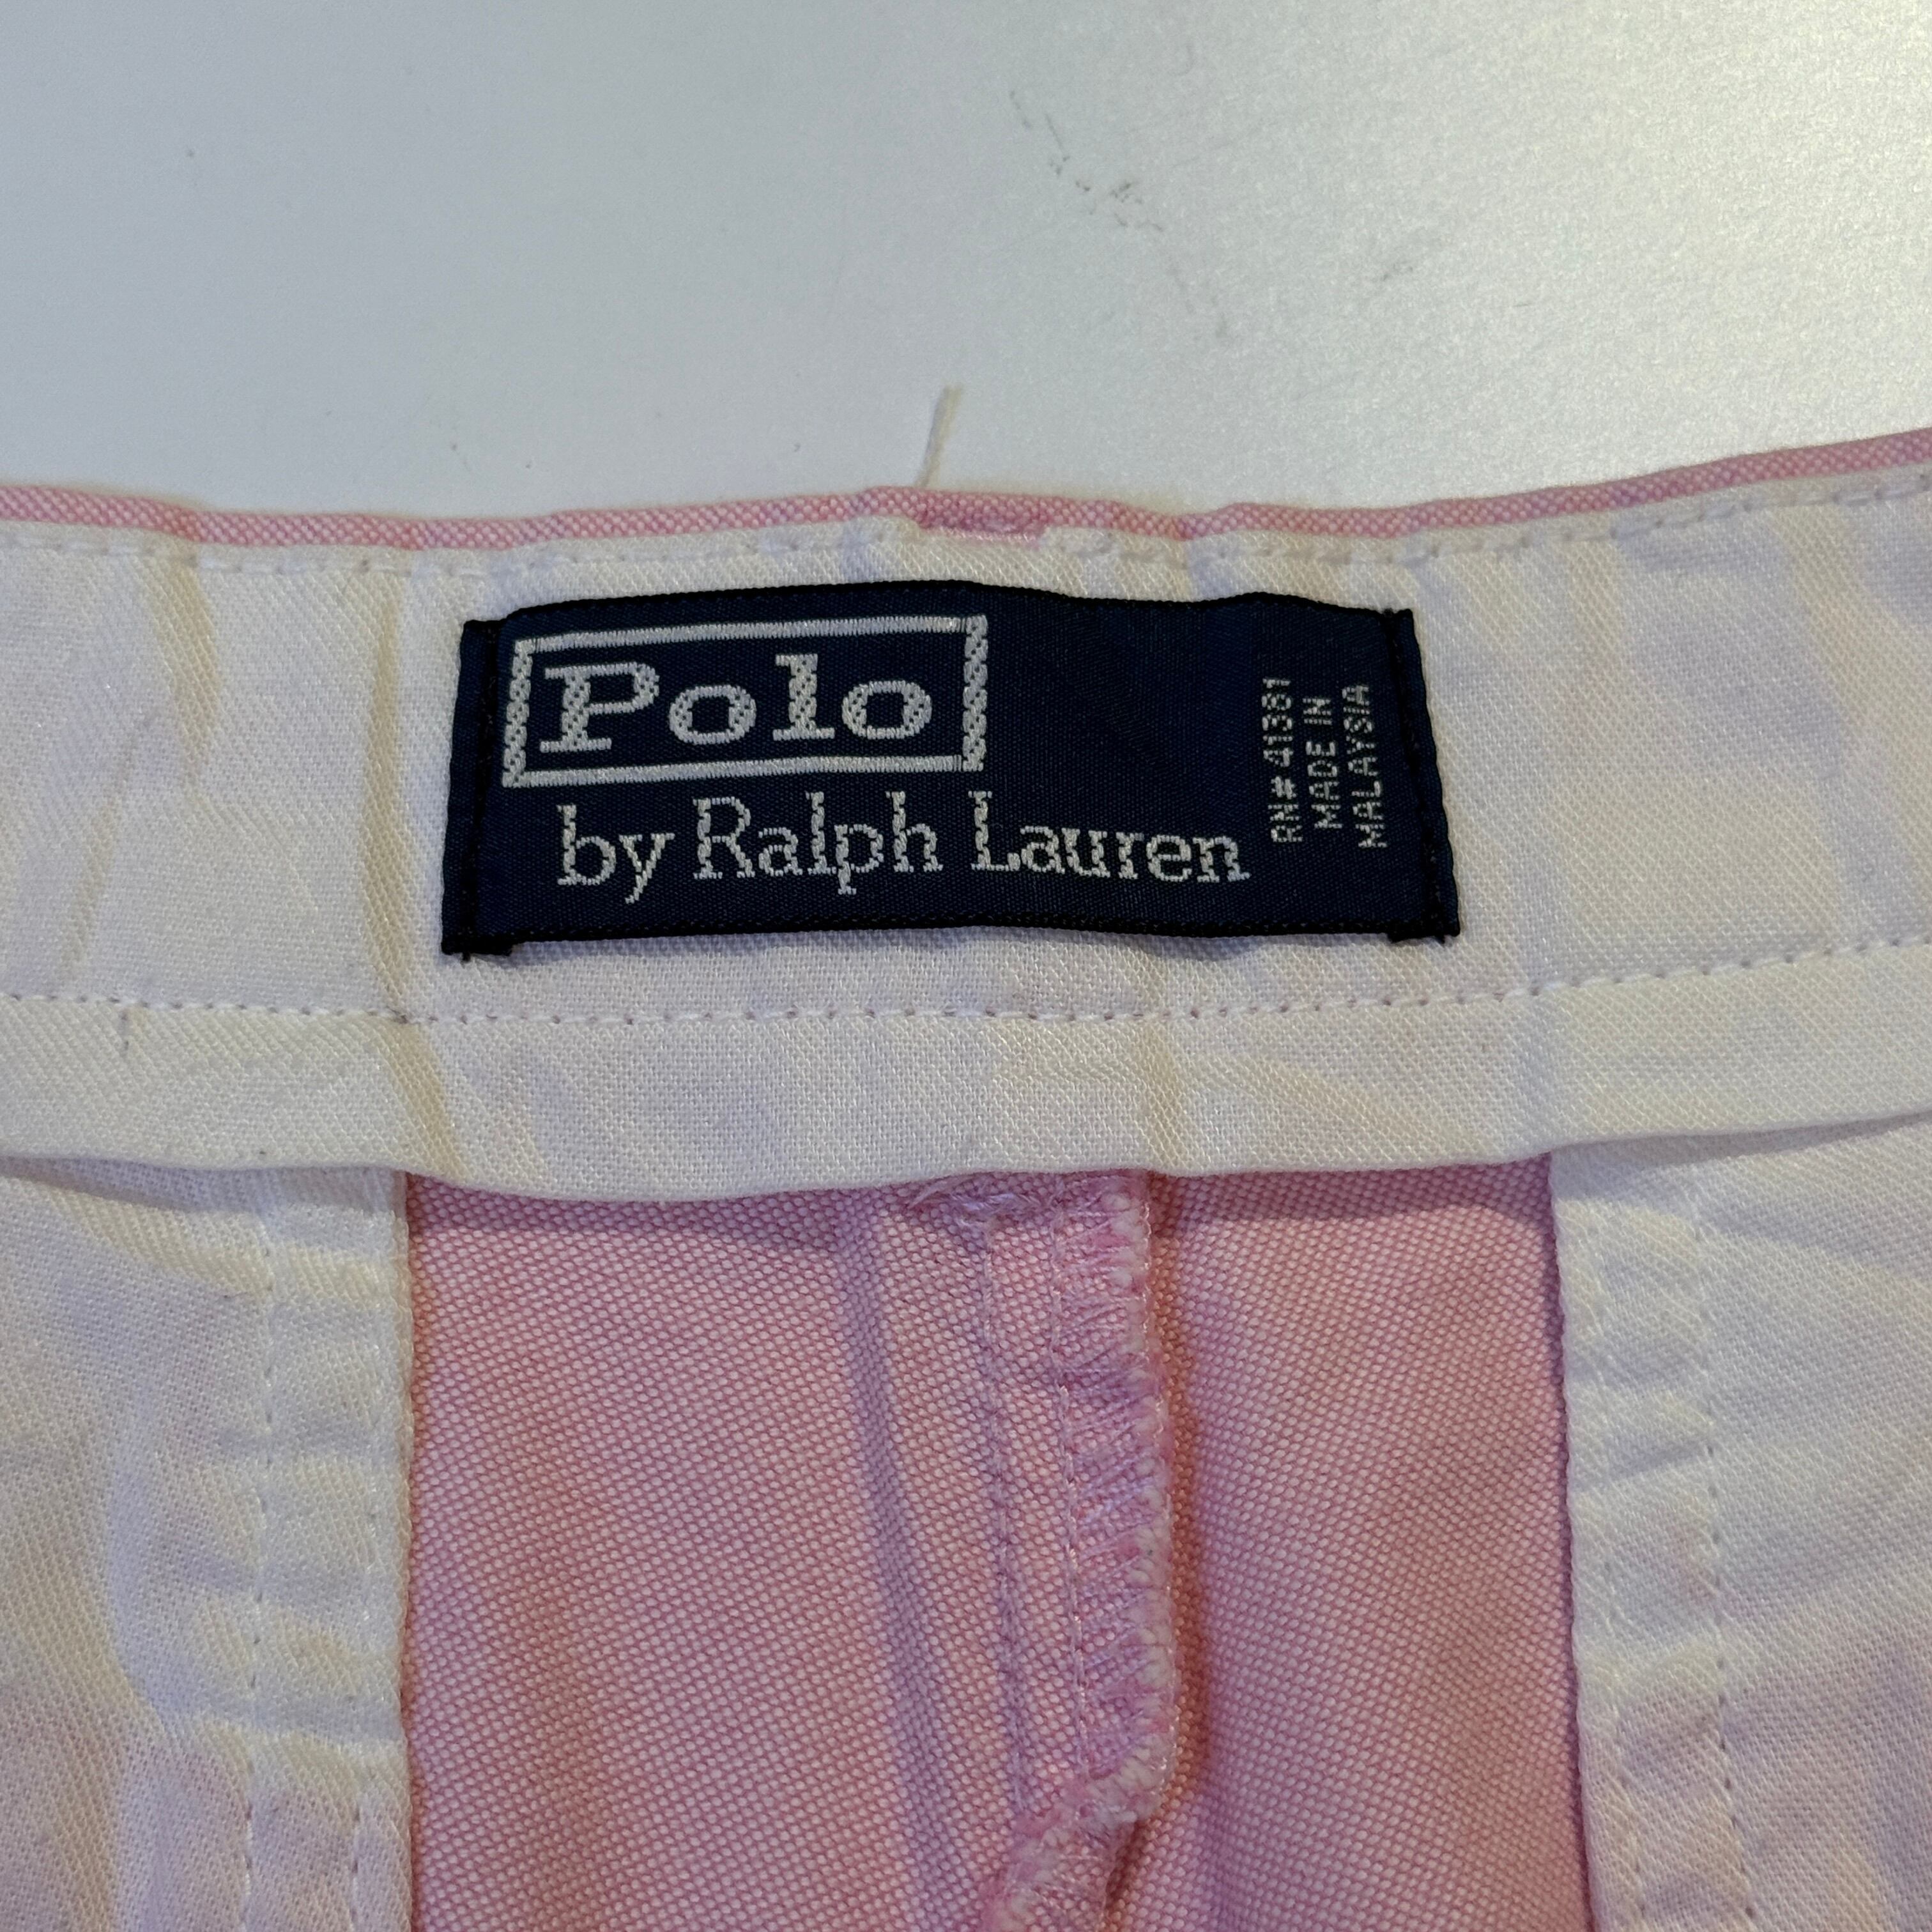 Polo
by Ralph Lauren
RN# 41381
MADE IN
MALAYSIA